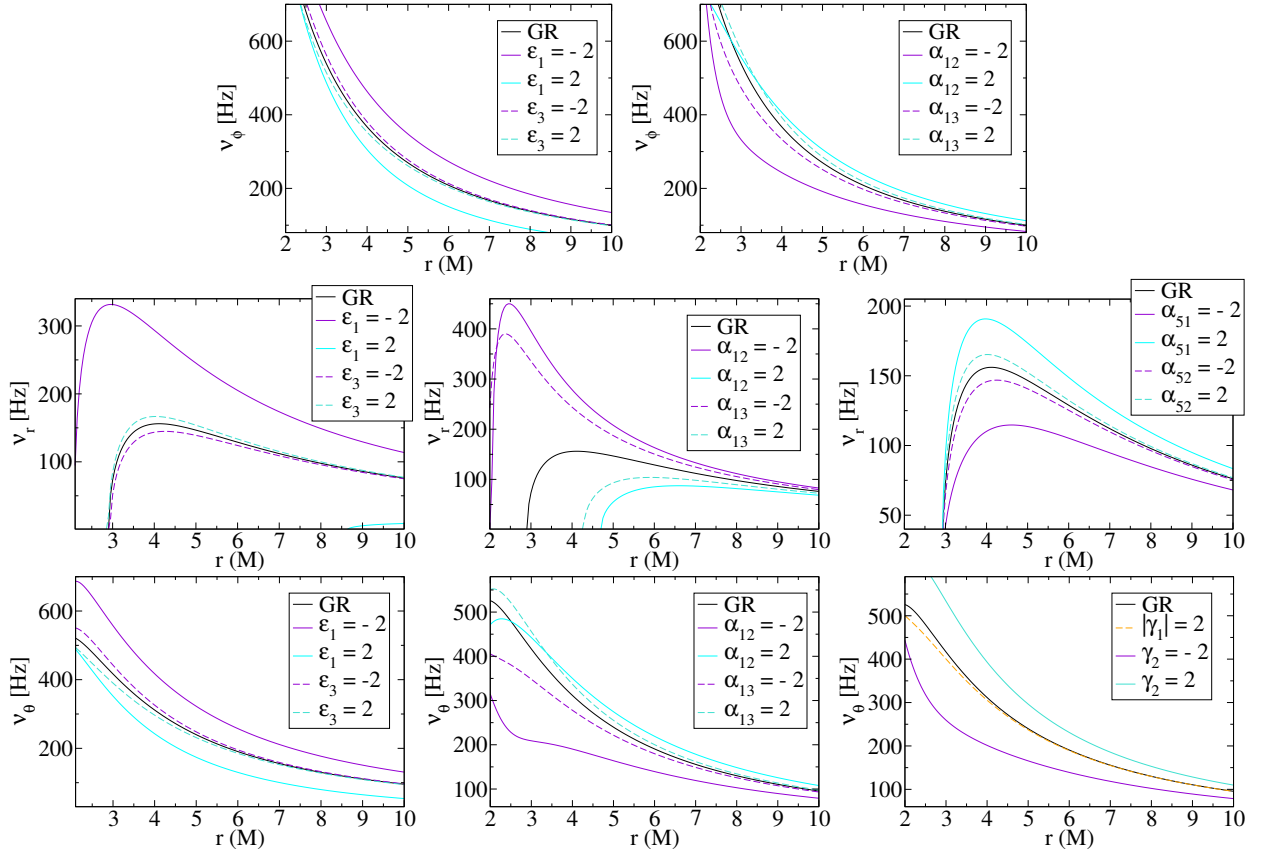 ν_ϕ [Hz]
600
400
200
2 3 4 5 6 7 8 9 10
r (M)
GR
ε_1 = - 2
ε_1 = 2
ε_3 = -2
ε_3 = 2
ν_ϕ [Hz]
600
400
200
2 3 4 5 6 7 8 9 10
r (M)
GR
α_12 = - 2
α_12 = 2
α_13 = -2
α_13 = 2
ν_r [Hz]
300
200
100
3 4 5 6 7 8 9 10
r (M)
GR
ε_1 = - 2
ε_1 = 2
ε_3 = -2
ε_3 = 2
ν_r [Hz]
400
300
200
100
2 3 4 5 6 7 8 9 10
r (M)
GR
α_12 = - 2
α_12 = 2
α_13 = -2
α_13 = 2
ν_r [Hz]
200
150
100
50
2 3 4 5 6 7 8 9 10
r (M)
GR
α_51 = - 2
α_51 = 2
α_52 = -2
α_52 = 2
ν_θ [Hz]
600
400
200
3 4 5 6 7 8 9 10
r (M)
GR
ε_1 = - 2
ε_1 = 2
ε_3 = -2
ε_3 = 2
ν_θ [Hz]
500
400
300
200
100
2 3 4 5 6 7 8 9 10
r (M)
GR
α_12 = - 2
α_12 = 2
α_13 = -2
α_13 = 2
ν_θ [Hz]
500
400
300
200
100
2 3 4 5 6 7 8 9 10
r (M)
GR
|γ_1| = 2
γ_2 = - 2
γ_2 = 2